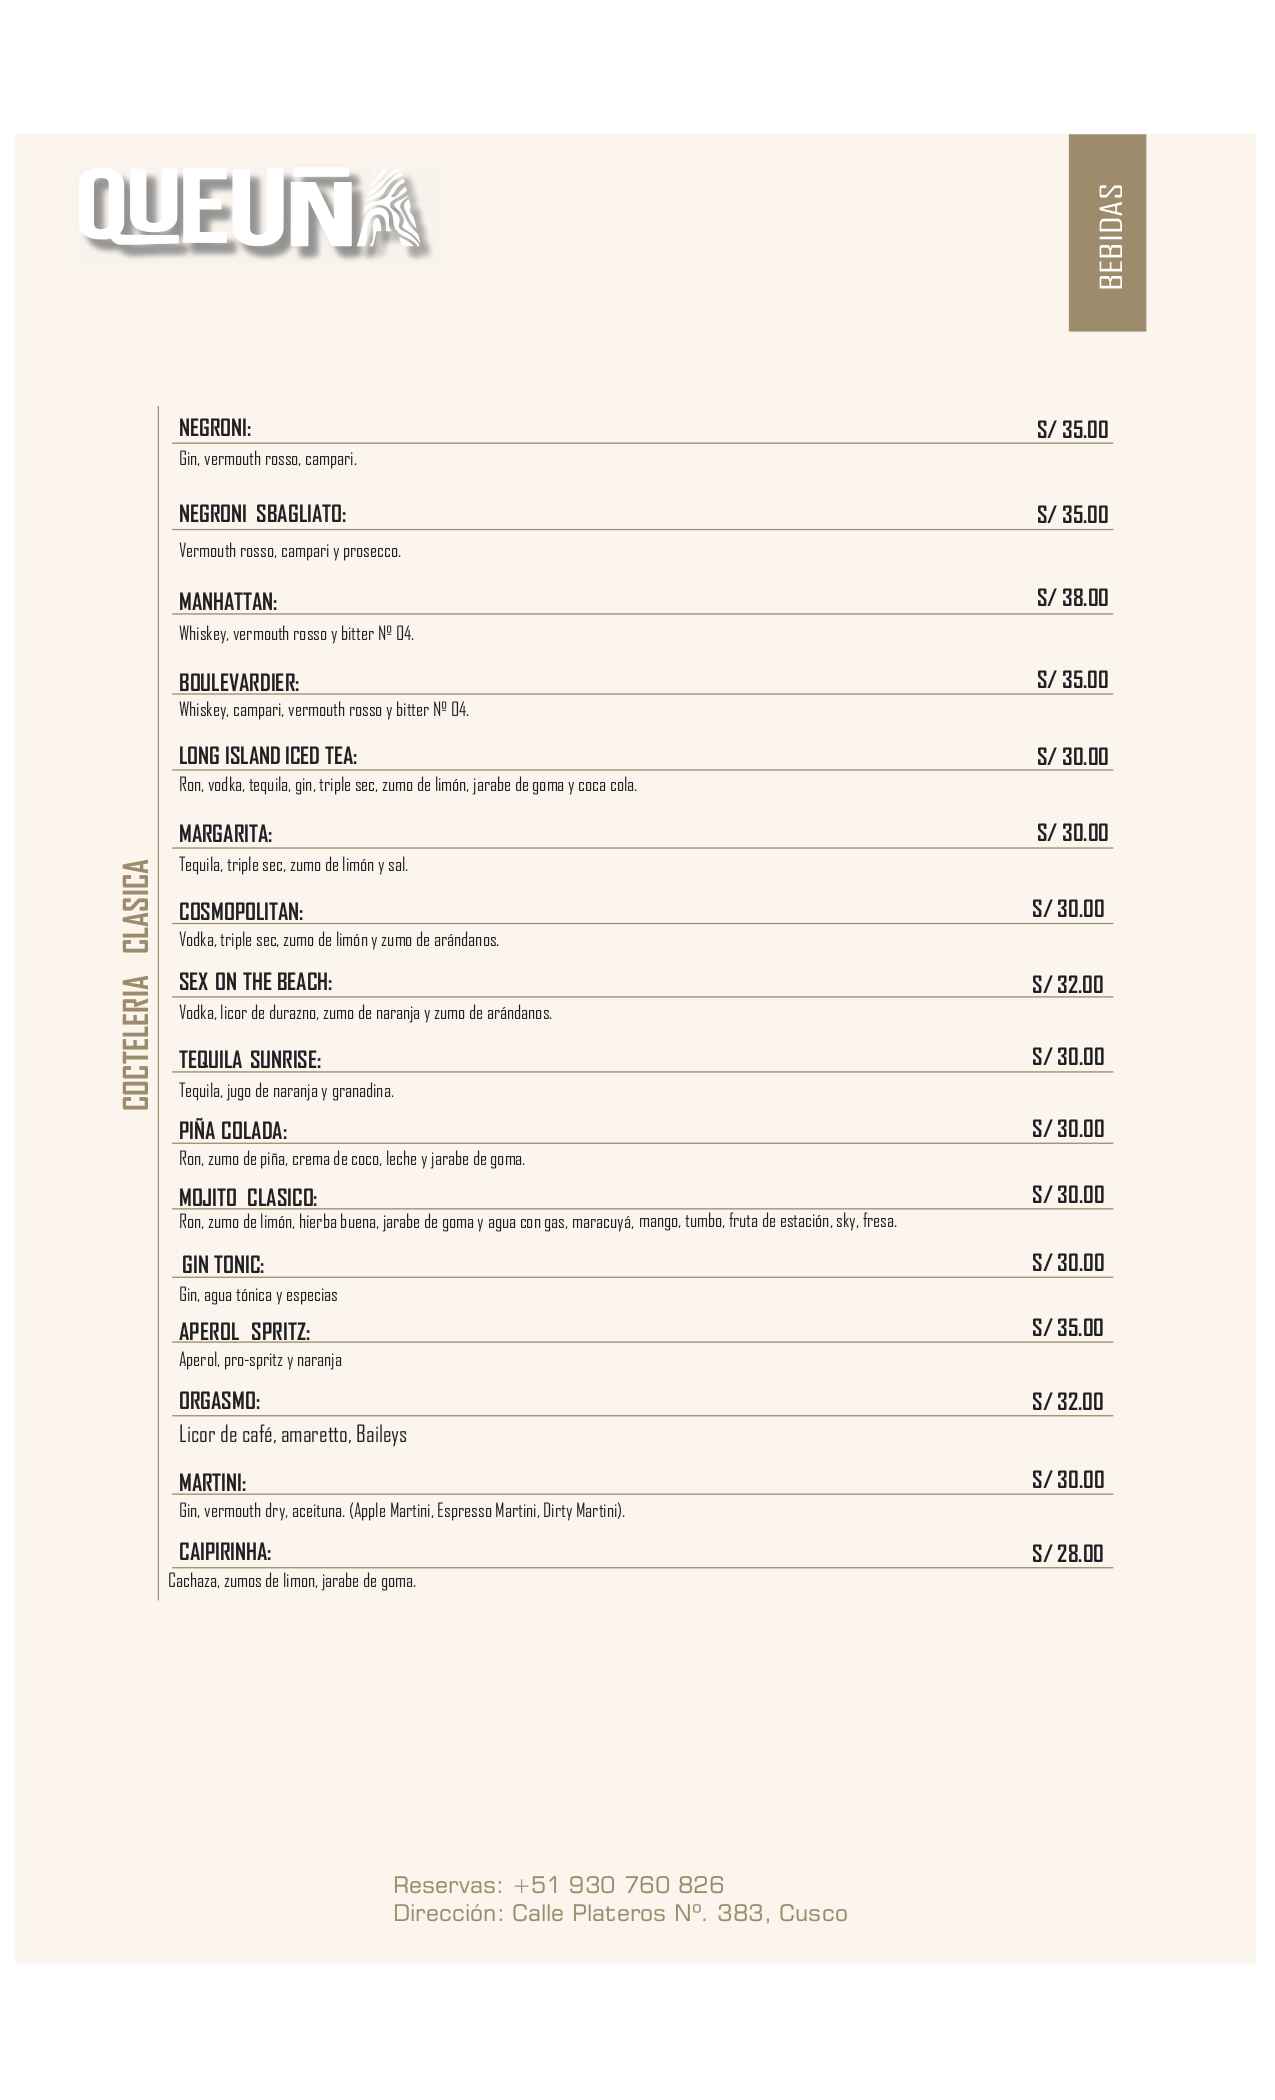 QUEUÑA
BEBIDAS
COCTELERIA CLASICA
NEGRONI: S/ 35.00
Gin, vermouth rosso, campari.
NEGRONI SBAGLIATO: S/ 35.00
Vermouth rosso, campari y prosecco.
MANHATTAN: S/ 38.00
Whiskey, vermouth rosso y bitter Nº 04.
BOULEVARDIER: S/ 35.00
Whiskey, campari, vermouth rosso y bitter Nº 04.
LONG ISLAND ICED TEA: S/ 30.00
Ron, vodka, tequila, gin, triple sec, zumo de limón, jarabe de goma y coca cola.
MARGARITA: S/ 30.00
Tequila, triple sec, zumo de limón y sal.
COSMOPOLITAN: S/ 30.00
Vodka, triple sec, zumo de limón y zumo de arándanos.
SEX ON THE BEACH: S/ 32.00
Vodka, licor de durazno, zumo de naranja y zumo de arándanos.
TEQUILA SUNRISE: S/ 30.00
Tequila, jugo de naranja y granadina.
PIÑA COLADA: S/ 30.00
Ron, zumo de piña, crema de coco, leche y jarabe de goma.
MOJITO CLASICO: S/ 30.00
Ron, zumo de limón, hierba buena, jarabe de goma y agua con gas, maracuyá, mango, tumbo, fruta de estación, sky, fresa.
GIN TONIC: S/ 30.00
Gin, agua tónica y especias
APEROL SPRITZ: S/ 35.00
Aperol, pro-spritz y naranja
ORGASMO: S/ 32.00
Licor de café, amaretto, Baileys
MARTINI: S/ 30.00
Gin, vermouth dry, aceituna. (Apple Martini, Espresso Martini, Dirty Martini).
CAIPIRINHA: S/ 28.00
Cachaza, zumos de limon, jarabe de goma.
Reservas: +51 930 760 826
Dirección: Calle Plateros Nº. 383, Cusco